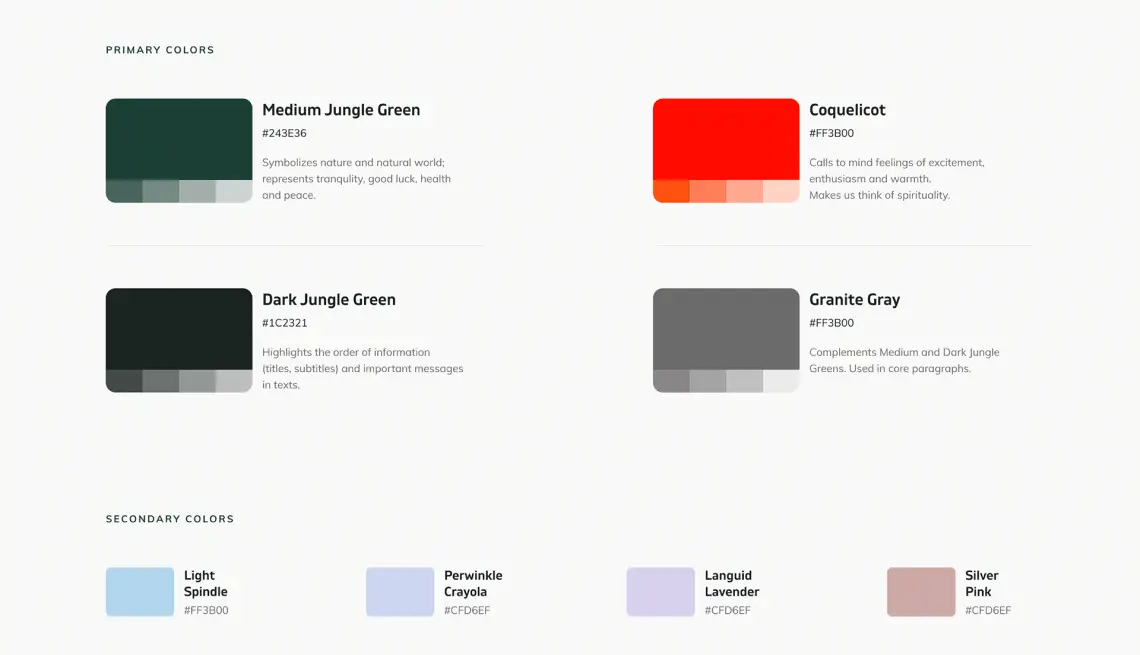 PRIMARY COLORS
Medium Jungle Green
#243E36
Symbolizes nature and natural world;
represents tranqulity, good luck, health
and peace.
Coquelicot
#FF3B00
Calls to mind feelings of excitement,
enthusiasm and warmth.
Makes us think of spirituality.
Dark Jungle Green
#1C2321
Highlights the order of information
(titles, subtitles) and important messages
in texts.
Granite Gray
#FF3B00
Complements Medium and Dark Jungle
Greens. Used in core paragraphs.
SECONDARY COLORS
Light
Spindle
#FF3B00
Perwinkle
Crayola
#CFD6EF
Languid
Lavender
#CFD6EF
Silver
Pink
#CFD6EF